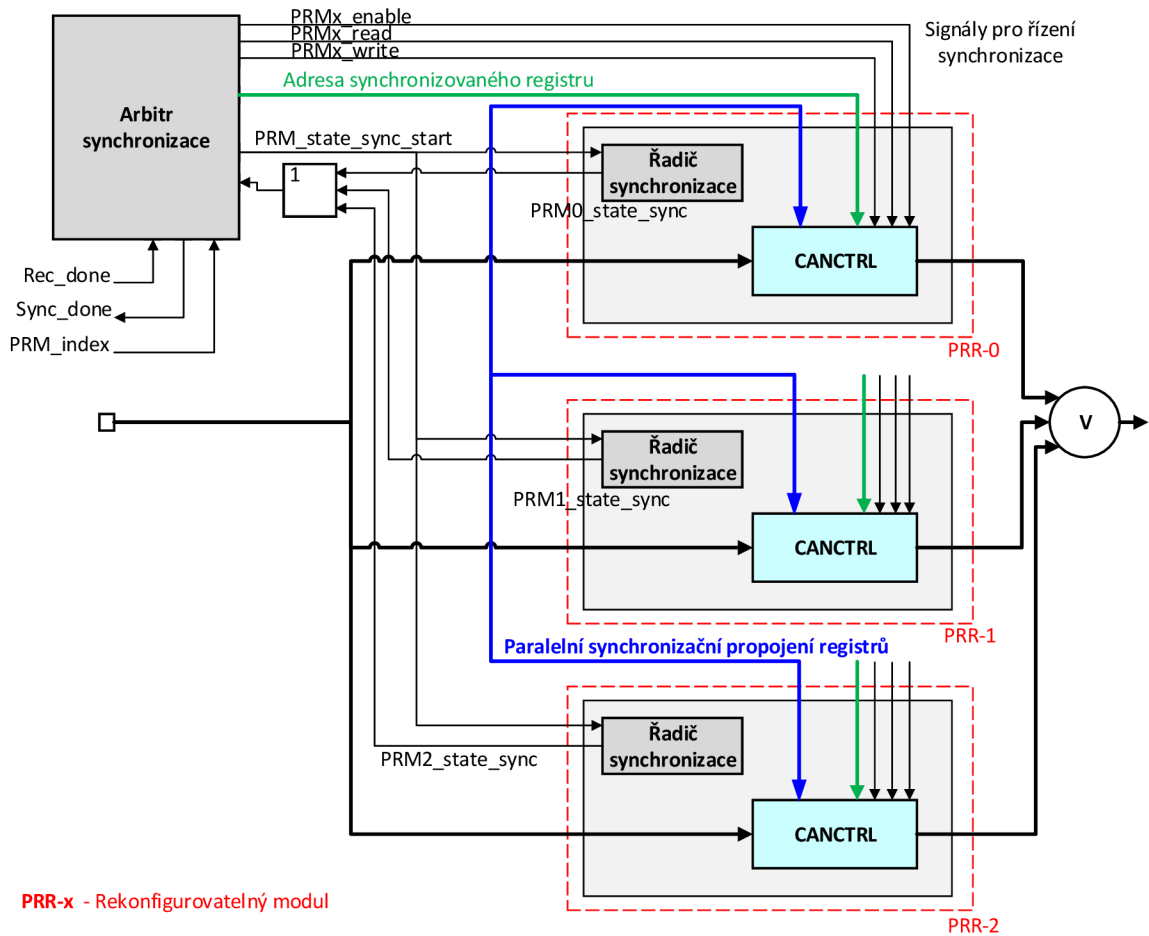 PRMx_enable
PRMx_read
PRMx_write
Signály pro řízení
synchronizace
Adresa synchronizovaného registru
Arbitr
synchronizace
PRM_state_sync_start
1
Řadič
synchronizace
PRM0_state_sync
CANCTRL
Rec_done
Sync_done
PRM_index
PRR-0
Řadič
synchronizace
PRM1_state_sync
CANCTRL
V
PRR-1
Paralelní synchronizační propojení registrů
Řadič
synchronizace
PRM2_state_sync
CANCTRL
PRR-x - Rekonfigurovatelný modul
PRR-2